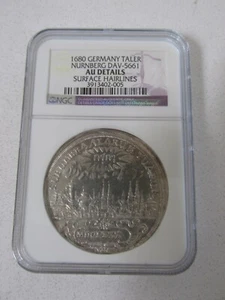 1680 GERMANY TALER
NURNBERG DAV-5661
AU DETAILS
SURFACE HAIRLINES
3913402-005
NGC